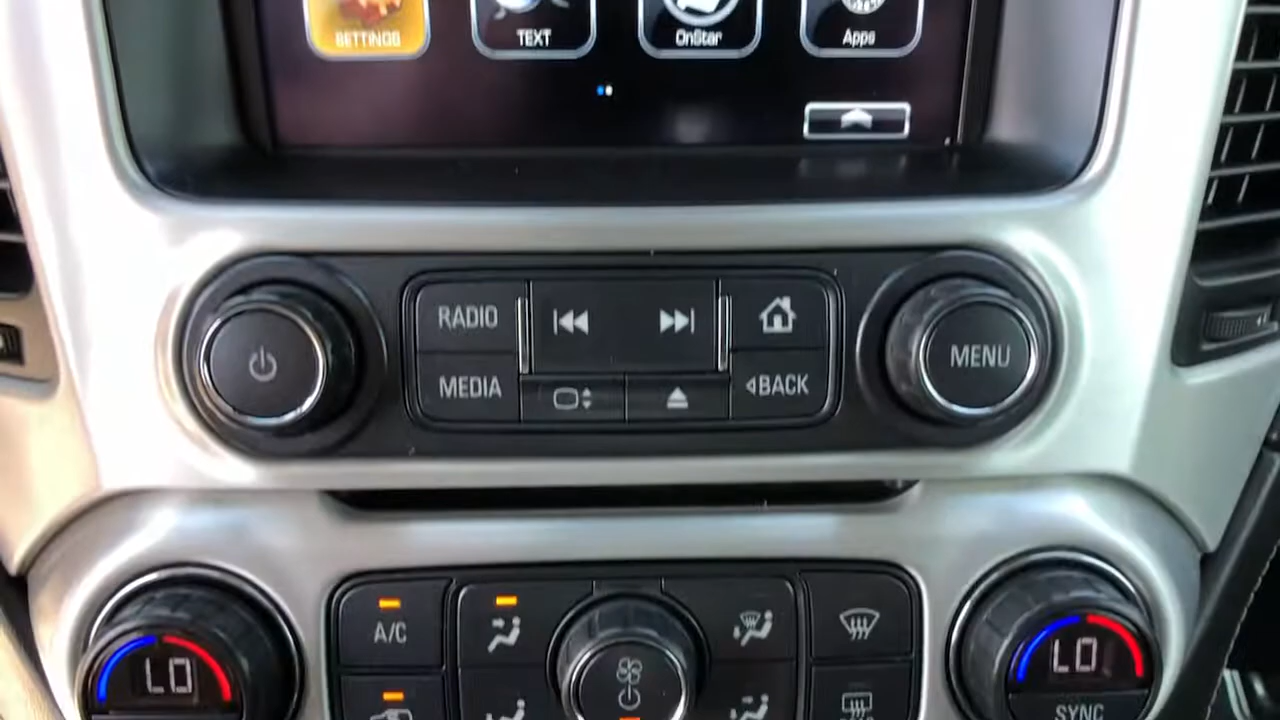 SETTINGS
TEXT
OnStar
Apps
RADIO
MEDIA
BACK
MENU
A/C
LO
LO
SYNC